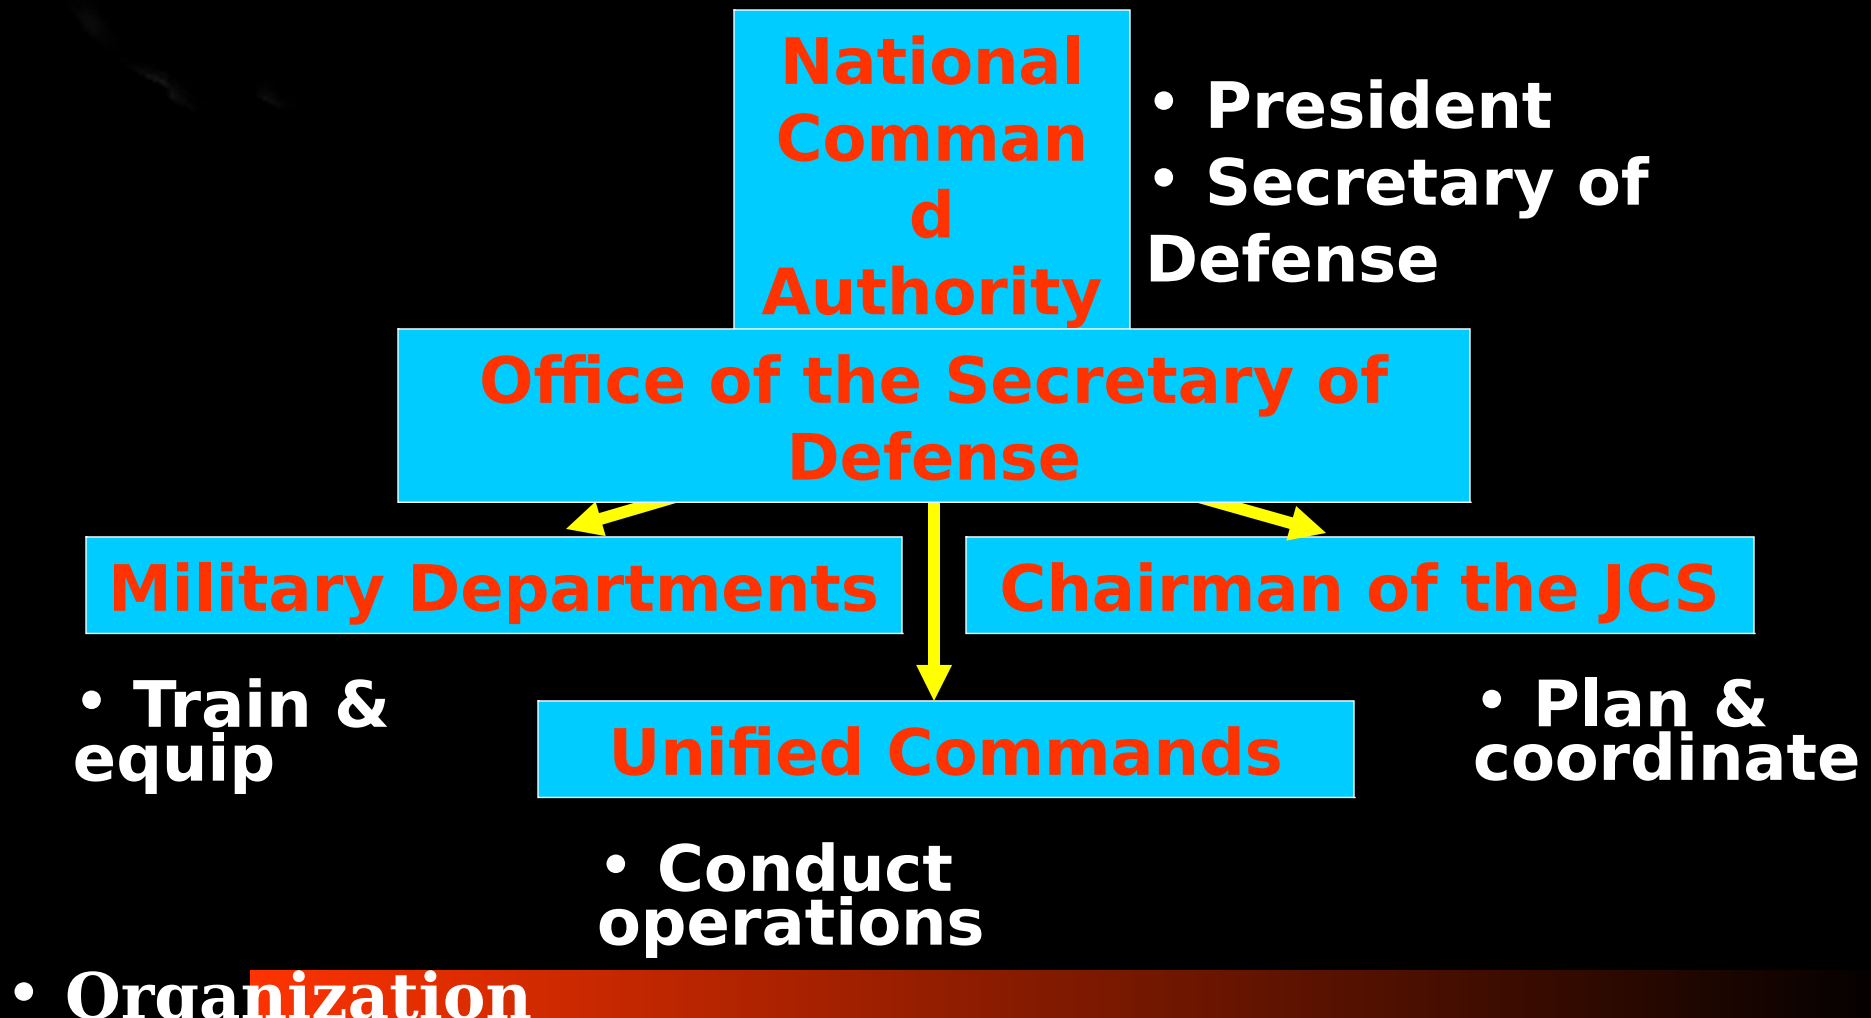 National
Comman
d
Authority
• President
• Secretary of
Defense
Office of the Secretary of
Defense
Military Departments
Chairman of the JCS
• Train &
equip
Unified Commands
• Plan &
coordinate
• Conduct
operations
• Organization